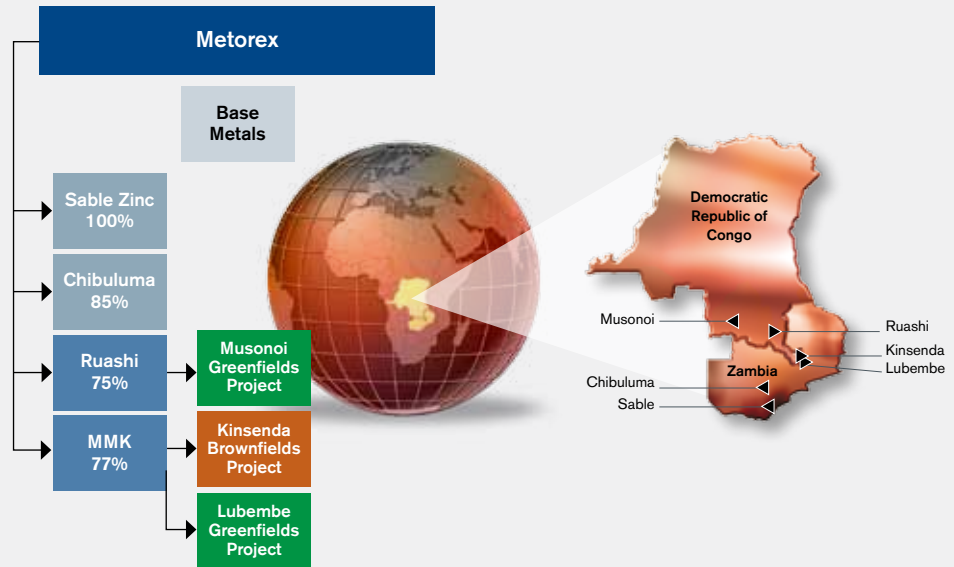 Metorex
Base
Metals
Sable Zinc
100%
Chibuluma
85%
Ruashi
75%
MMK
77%
Musonoi
Greenfields
Project
Kinsenda
Brownfields
Project
Lubembe
Greenfields
Project
Democratic
Republic of
Congo
Musonoi
Ruashi
Kinsenda
Lubembe
Zambia
Chibuluma
Sable